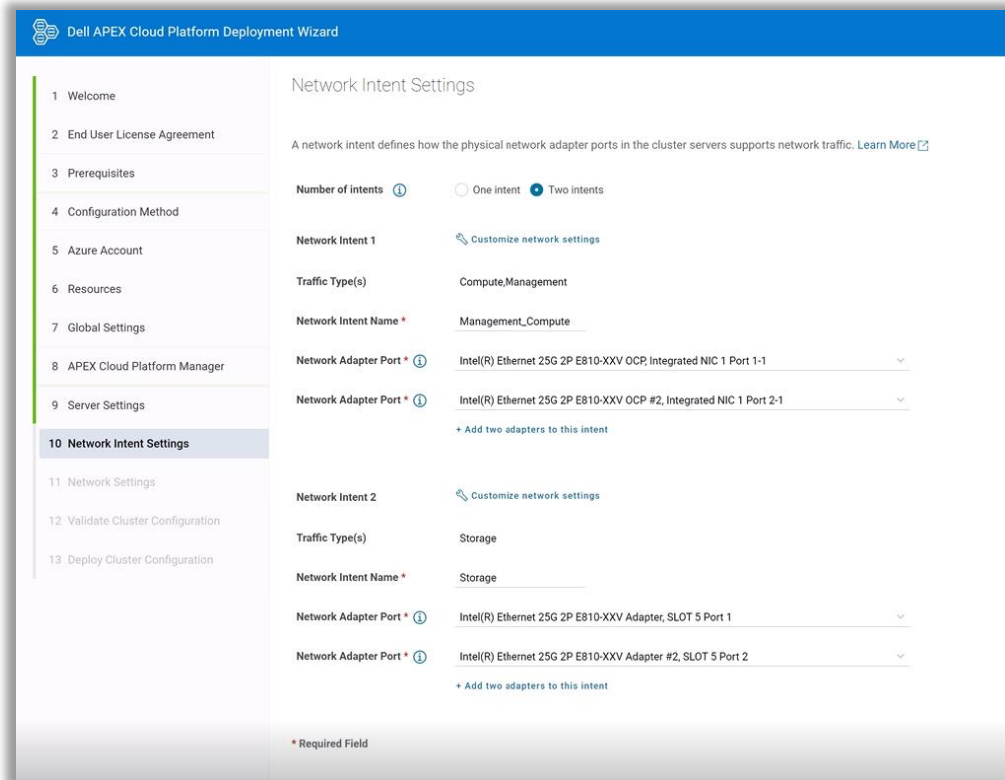 Dell APEX Cloud Platform Deployment Wizard
1 Welcome
2 End User License Agreement
3 Prerequisites
4 Configuration Method
5 Azure Account
6 Resources
7 Global Settings
8 APEX Cloud Platform Manager
9 Server Settings
10 Network Intent Settings
11 Network Settings
12 Validate Cluster Configuration
13 Deploy Cluster Configuration
Network Intent Settings
A network intent defines how the physical network adapter ports in the cluster servers supports network traffic. Learn More
Number of intents One intent Two intents
Network Intent 1 Customize network settings
Traffic Type(s) Compute,Management
Network Intent Name * Management_Compute
Network Adapter Port * Intel(R) Ethernet 25G 2P E810-XXV OCP, Integrated NIC 1 Port 1-1
Network Adapter Port * Intel(R) Ethernet 25G 2P E810-XXV OCP #2, Integrated NIC 1 Port 2-1
+ Add two adapters to this intent
Network Intent 2 Customize network settings
Traffic Type(s) Storage
Network Intent Name * Storage
Network Adapter Port * Intel(R) Ethernet 25G 2P E810-XXV Adapter, SLOT 5 Port 1
Network Adapter Port * Intel(R) Ethernet 25G 2P E810-XXV Adapter #2, SLOT 5 Port 2
+ Add two adapters to this intent
* Required Field